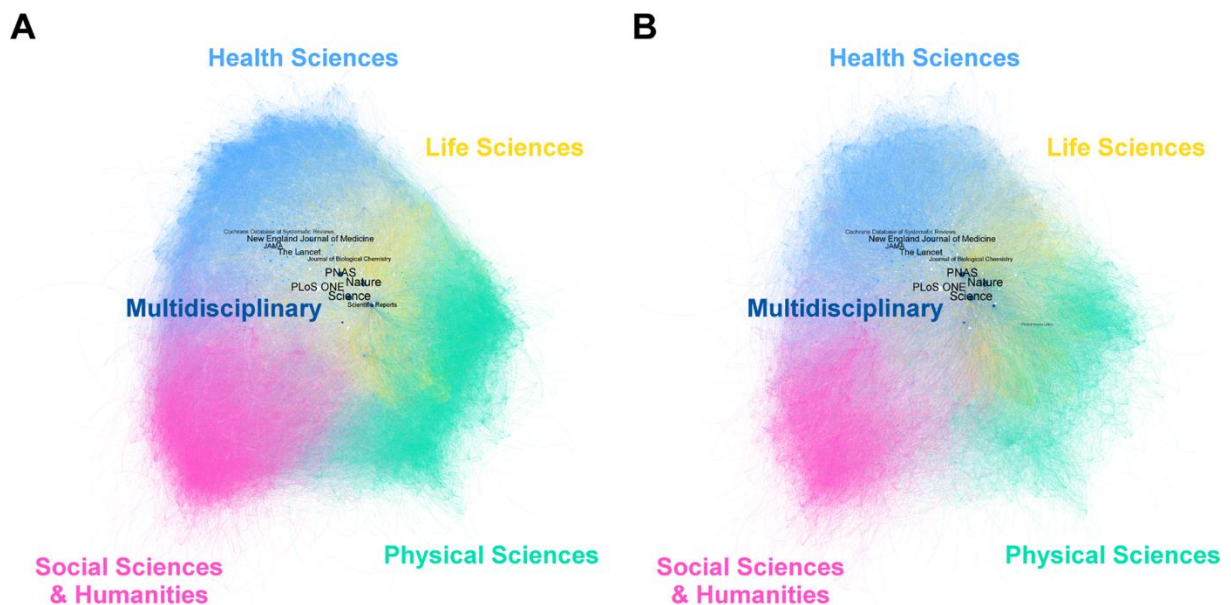 A
Health Sciences
Life Sciences
Cochrane Database of Systematic Reviews
New England Journal of Medicine
JAMA
The Lancet
Journal of Biological Chemistry
PNAS
Nature
PLoS ONE
Science
Scientific Reports
Multidisciplinary
Social Sciences
& Humanities
Physical Sciences
B
Health Sciences
Life Sciences
Cochrane Database of Systematic Reviews
New England Journal of Medicine
JAMA
The Lancet
Journal of Biological Chemistry
PNAS
Nature
PLoS ONE
Science
Multidisciplinary
Social Sciences
& Humanities
Physical Sciences